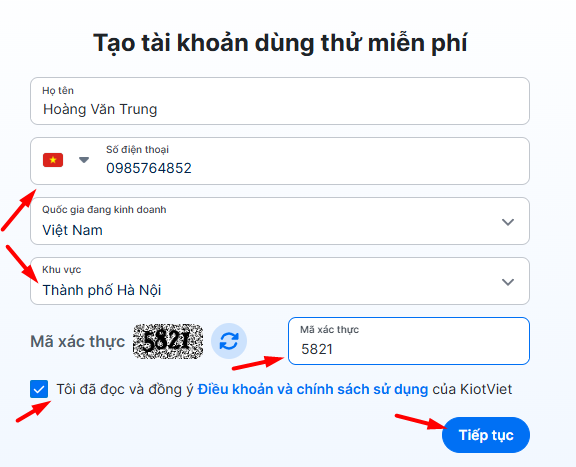 Tạo tài khoản dùng thử miễn phí
Họ tên
Hoàng Văn Trung
Số điện thoại
0985764852
Quốc gia đang kinh doanh
Việt Nam
Khu vực
Thành phố Hà Nội
Mã xác thực 5821
Mã xác thực
5821
Tôi đã đọc và đồng ý Điều khoản và chính sách sử dụng của KiotViet
Tiếp tục